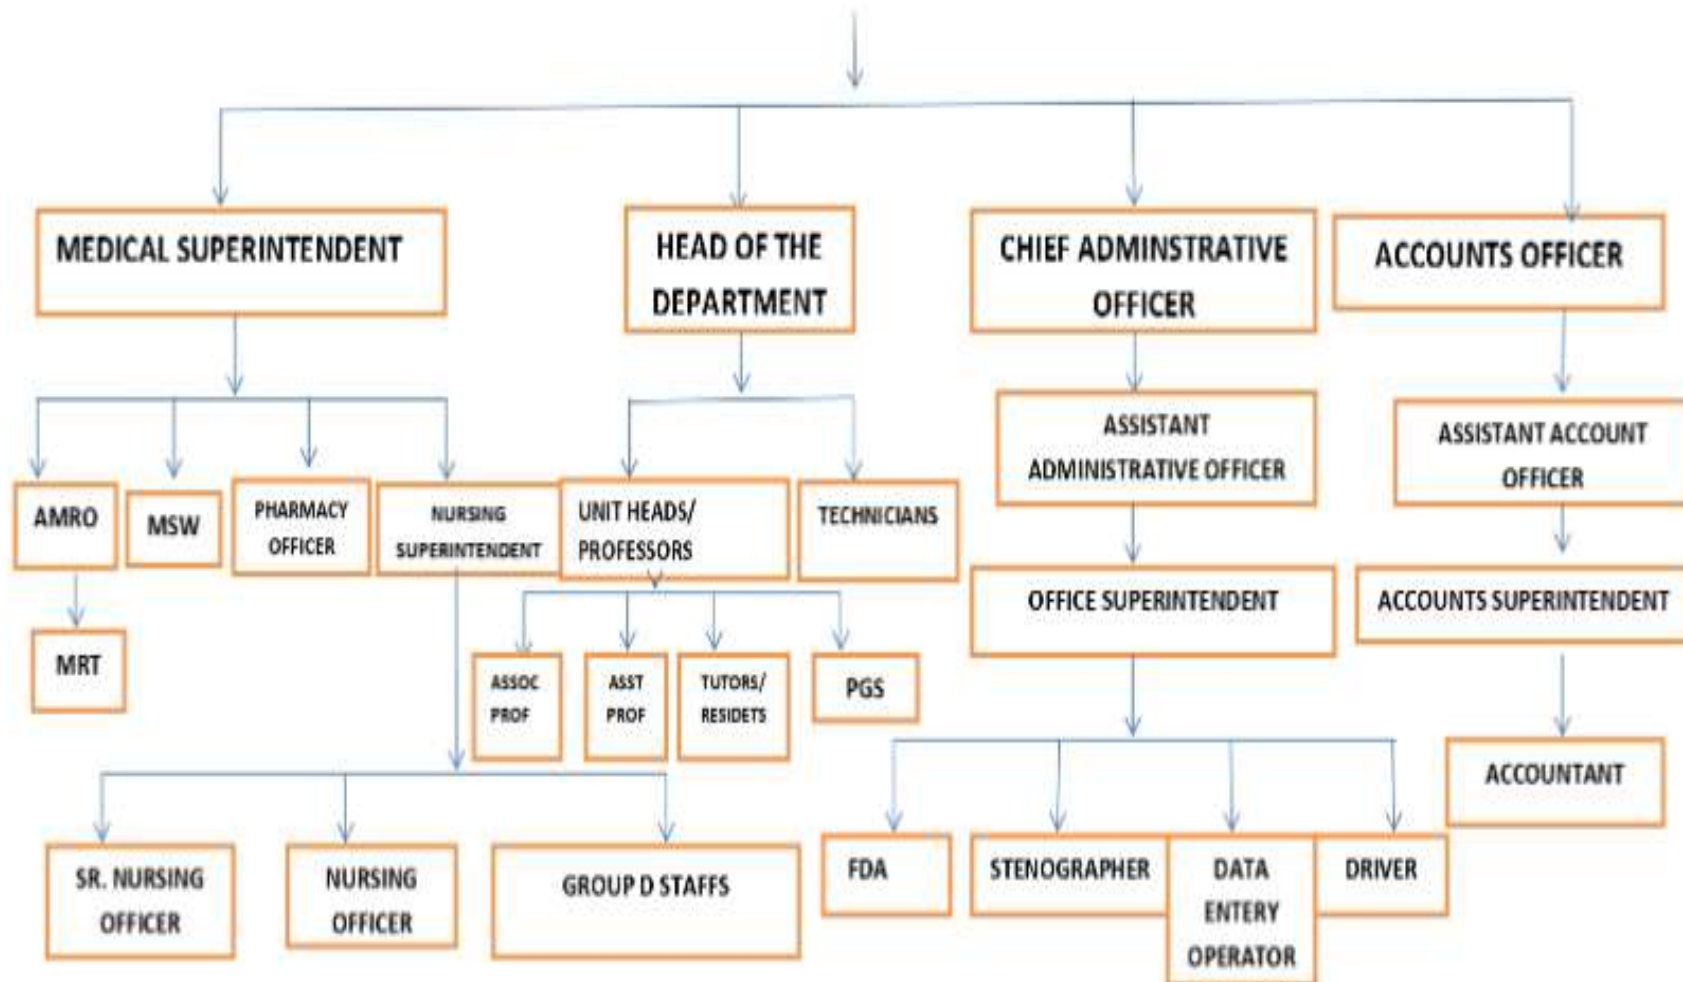 MEDICAL SUPERINTENDENT
HEAD OF THE
DEPARTMENT
CHIEF ADMINSTRATIVE
OFFICER
ACCOUNTS OFFICER
ASSISTANT
ADMINISTRATIVE OFFICER
ASSISTANT ACCOUNT
OFFICER
AMRO
MSW
PHARMACY
OFFICER
NURSING
SUPERINTENDENT
UNIT HEADS/
PROFESSORS
TECHNICIANS
OFFICE SUPERINTENDENT
ACCOUNTS SUPERINTENDENT
MRT
ASSOC
PROF
ASST
PROF
TUTORS/
RESIDETS
PGS
ACCOUNTANT
SR. NURSING
OFFICER
NURSING
OFFICER
GROUP D STAFFS
FDA
STENOGRAPHER
DATA
ENTERY
OPERATOR
DRIVER